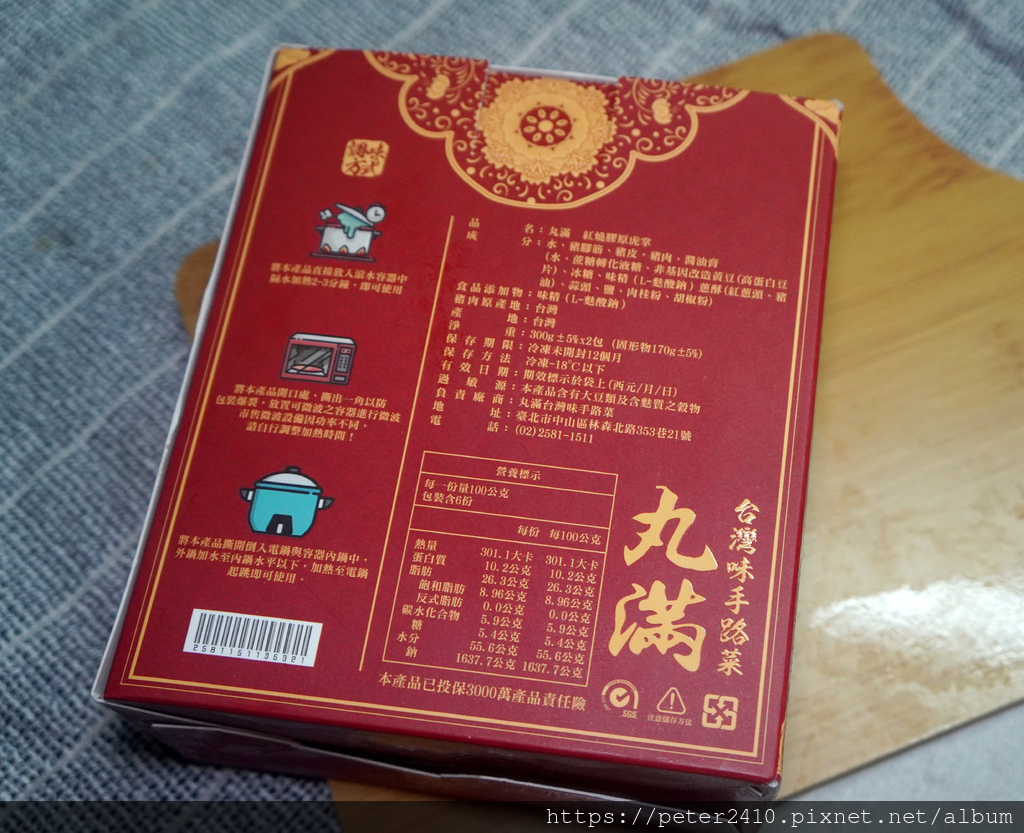 滿味方式
將本產品直接放入滾水容器中
隔水加熱2-3分鐘，即可使用
將本產品開口處，撕出一角以防
包裝爆裂，放置可微波之容器進行微波
市售微波設備因功率不同，
請自行調整加熱時間！
將本產品撕開倒入電鍋與容器內鍋中，
外鍋加水至內鍋水平以下，加熱至電鍋
起跳即可使用。
2581151135321
品名：丸滿 紅燒膠原虎掌
成分：水、豬腳筋、豬皮、豬肉、醬油膏
(水、蔗糖轉化液糖、非基因改造黃豆(高蛋白豆
片)、冰糖、味精(L-麩酸鈉)蔥酥(紅蔥頭、豬
油)、蒜頭、鹽、肉桂粉、胡椒粉)
食品添加物：味精(L-麩酸鈉)
豬肉原產地：台灣
產地：台灣
淨重：300g±5%x2包 (固形物170g±5%)
保存期限：冷凍未開封12個月
保存方法 冷凍-18°C以下
有效日期：期效標示於袋上(西元/月/日)
過敏源：本產品含有大豆類及含麩質之穀物
負責廠商：丸滿台灣味手路菜
地址：臺北市中山區林森北路353巷21號
電話：(02)2581-1511
營養標示
每一份量100公克
包裝含6份
每份 每100公克
熱量 301.1大卡 301.1大卡
蛋白質 10.2公克 10.2公克
脂肪 26.3公克 26.3公克
飽和脂肪 8.96公克 8.96公克
反式脂肪 0.0公克 0.0公克
碳水化合物 5.9公克 5.9公克
糖 5.4公克 5.4公克
水分 55.6公克 55.6公克
鈉 1637.7公克 1637.7公克
本產品已投保3000萬產品責任險
丸滿
台灣味手路菜
SGS
注意儲存方法
https://peter2410.pixnet.net/album